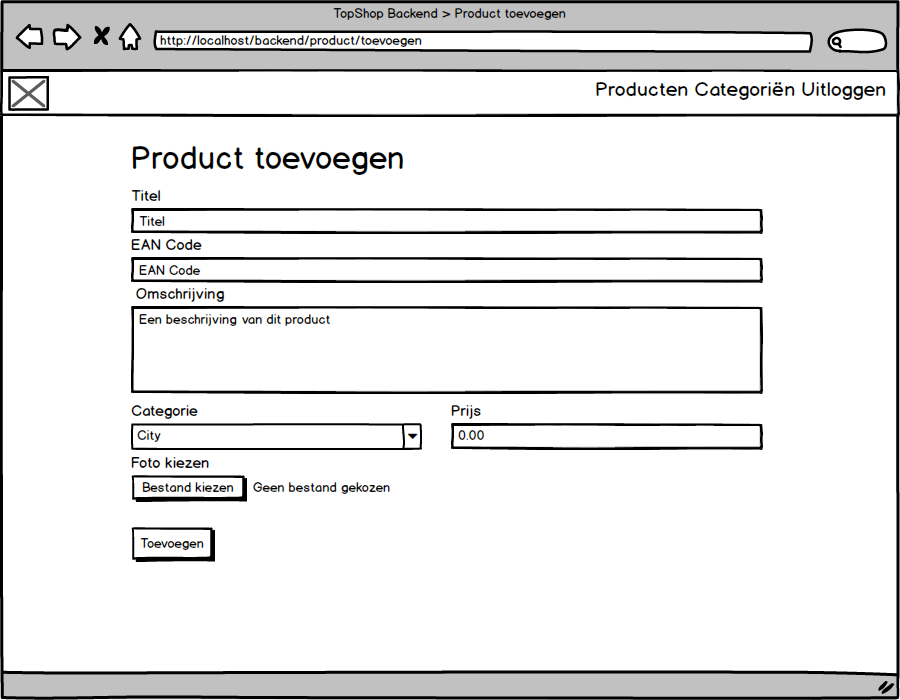 TopShop Backend > Product toevoegen
http://localhost/backend/product/toevoegen
Producten Categoriën Uitloggen
Product toevoegen
Titel
Titel
EAN Code
EAN Code
Omschrijving
Een beschrijving van dit product
Categorie Prijs
City 0.00
Foto kiezen
Bestand kiezen Geen bestand gekozen
Toevoegen